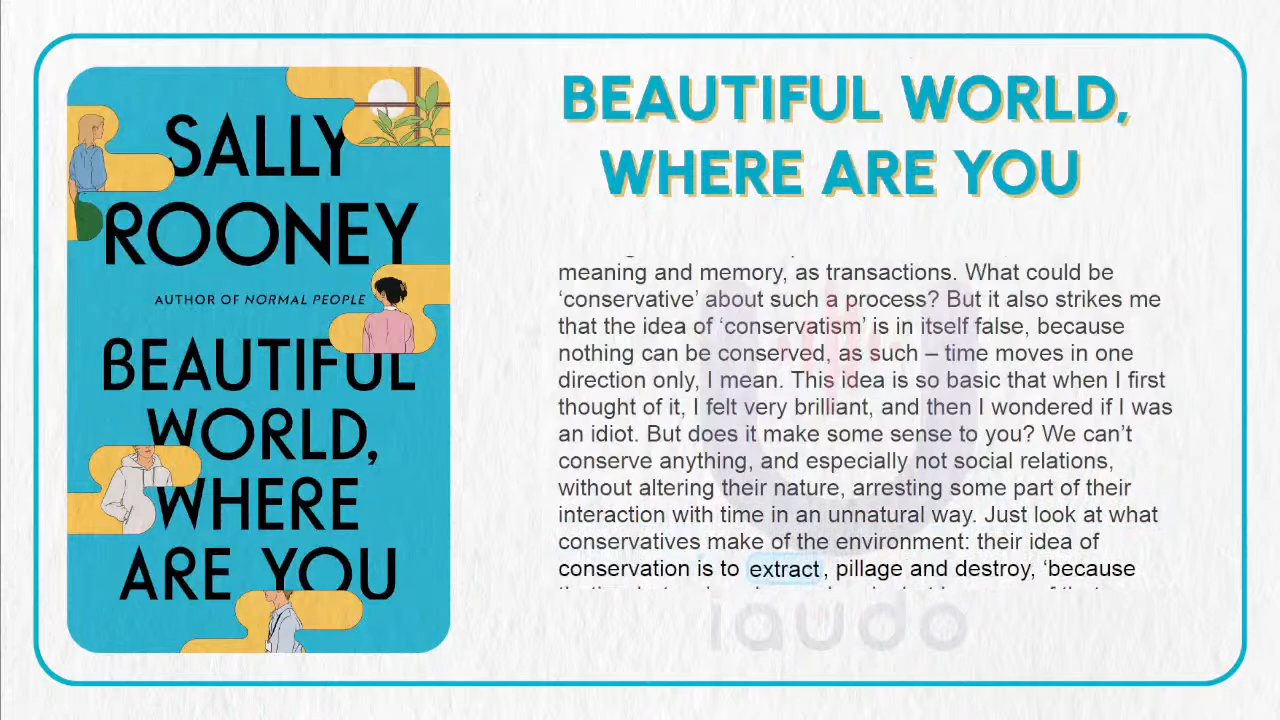 SALLY
ROONEY
AUTHOR OF NORMAL PEOPLE
BEAUTIFUL
WORLD,
WHERE
ARE YOU
BEAUTIFUL WORLD,
WHERE ARE YOU
meaning and memory, as transactions. What could be
‘conservative’ about such a process? But it also strikes me
that the idea of ‘conservatism’ is in itself false, because
nothing can be conserved, as such – time moves in one
direction only, I mean. This idea is so basic that when I first
thought of it, I felt very brilliant, and then I wondered if I was
an idiot. But does it make some sense to you? We can’t
conserve anything, and especially not social relations,
without altering their nature, arresting some part of their
interaction with time in an unnatural way. Just look at what
conservatives make of the environment: their idea of
conservation is to extract, pillage and destroy, ‘because
iaudo